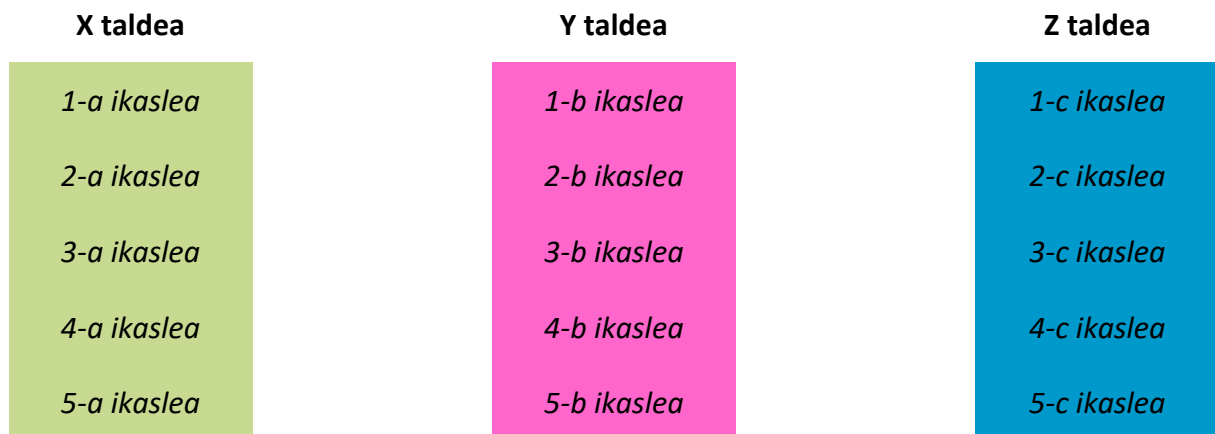 X taldea
1-a ikaslea
2-a ikaslea
3-a ikaslea
4-a ikaslea
5-a ikaslea
Y taldea
1-b ikaslea
2-b ikaslea
3-b ikaslea
4-b ikaslea
5-b ikaslea
Z taldea
1-c ikaslea
2-c ikaslea
3-c ikaslea
4-c ikaslea
5-c ikaslea